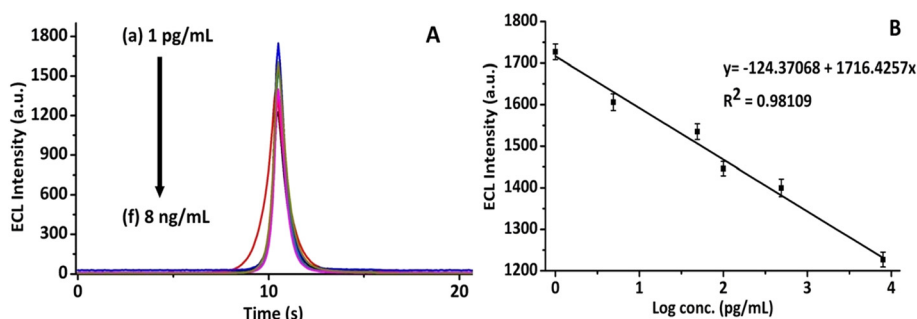 A
(a) 1 pg/mL
(f) 8 ng/mL
ECL Intensity (a.u.)
1800
1500
1200
900
600
300
0
0
10
20
Time (s)
B
y= -124.37068 + 1716.4257x
R2 = 0.98109
ECL Intensity (a.u.)
1800
1700
1600
1500
1400
1300
1200
0
1
2
3
4
Log conc. (pg/mL)